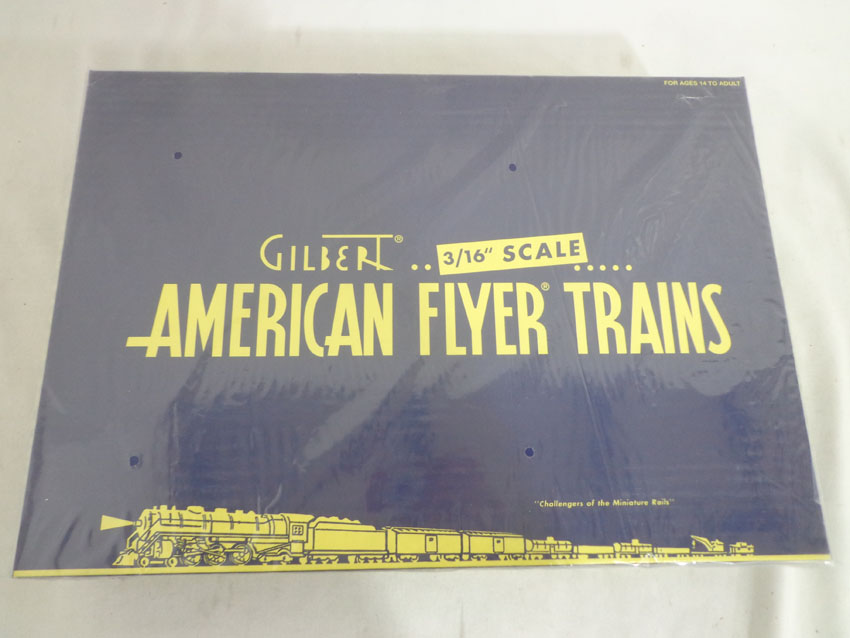 FOR AGES 14 TO ADULT
GILBERT® .. 3/16" SCALE .....
AMERICAN FLYER® TRAINS
"Challengers of the Miniature Rails"